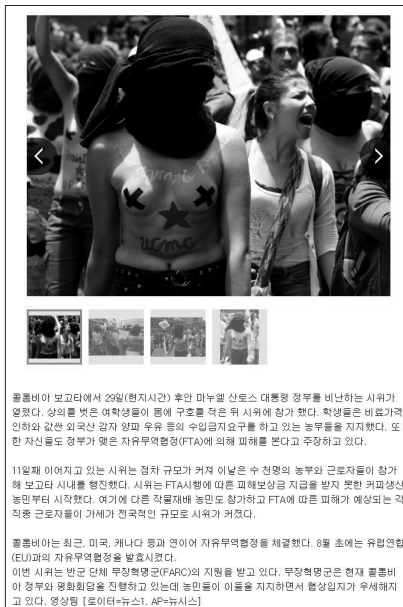 콜롬비아 보고타에서 29일(현지시간) 후안 마누엘 산토스 대통령 정부를 비난하는 시위가
열렸다. 상의를 벗은 여학생들이 몸에 구호를 적은 뒤 시위에 참가 했다. 학생들은 비료가격
인하와 값싼 외국산 감자 양파 우유 등의 수입금지요구를 하고 있는 농부들을 지지했다. 또
한 자신들도 정부가 맺은 자유무역협정(FTA)에 의해 피해를 본다고 주장하고 있다.
11일째 이어지고 있는 시위는 점차 규모가 커져 이날은 수 천명의 농부와 근로자들이 참가
해 보고타 시내를 행진했다. 시위는 FTA시행에 따른 피해보상금 지급을 받지 못한 커피생산
농민부터 시작했다. 여기에 다른 작물재배 농민도 참가하고 FTA에 따른 피해가 예상되는 각
직종 근로자들이 가세가 전국적인 규모로 시위가 커졌다.
콜롬비아는 최근, 미국, 캐나다 등과 연이어 자유무역협정을 체결했다. 8월 초에는 유럽연합
(EU)과의 자유무역협정을 발효시켰다.
이번 시위는 반군 단체 무장혁명군(FARC)의 지원을 받고 있다. 무장혁명군은 현재 콜롬비
아 정부와 평화회담을 진행하고 있는데 농민들이 이들을 지지하면서 협상입지가 우세해지
고 있다. 영상팀 [로이터=뉴스1, AP=뉴시스]